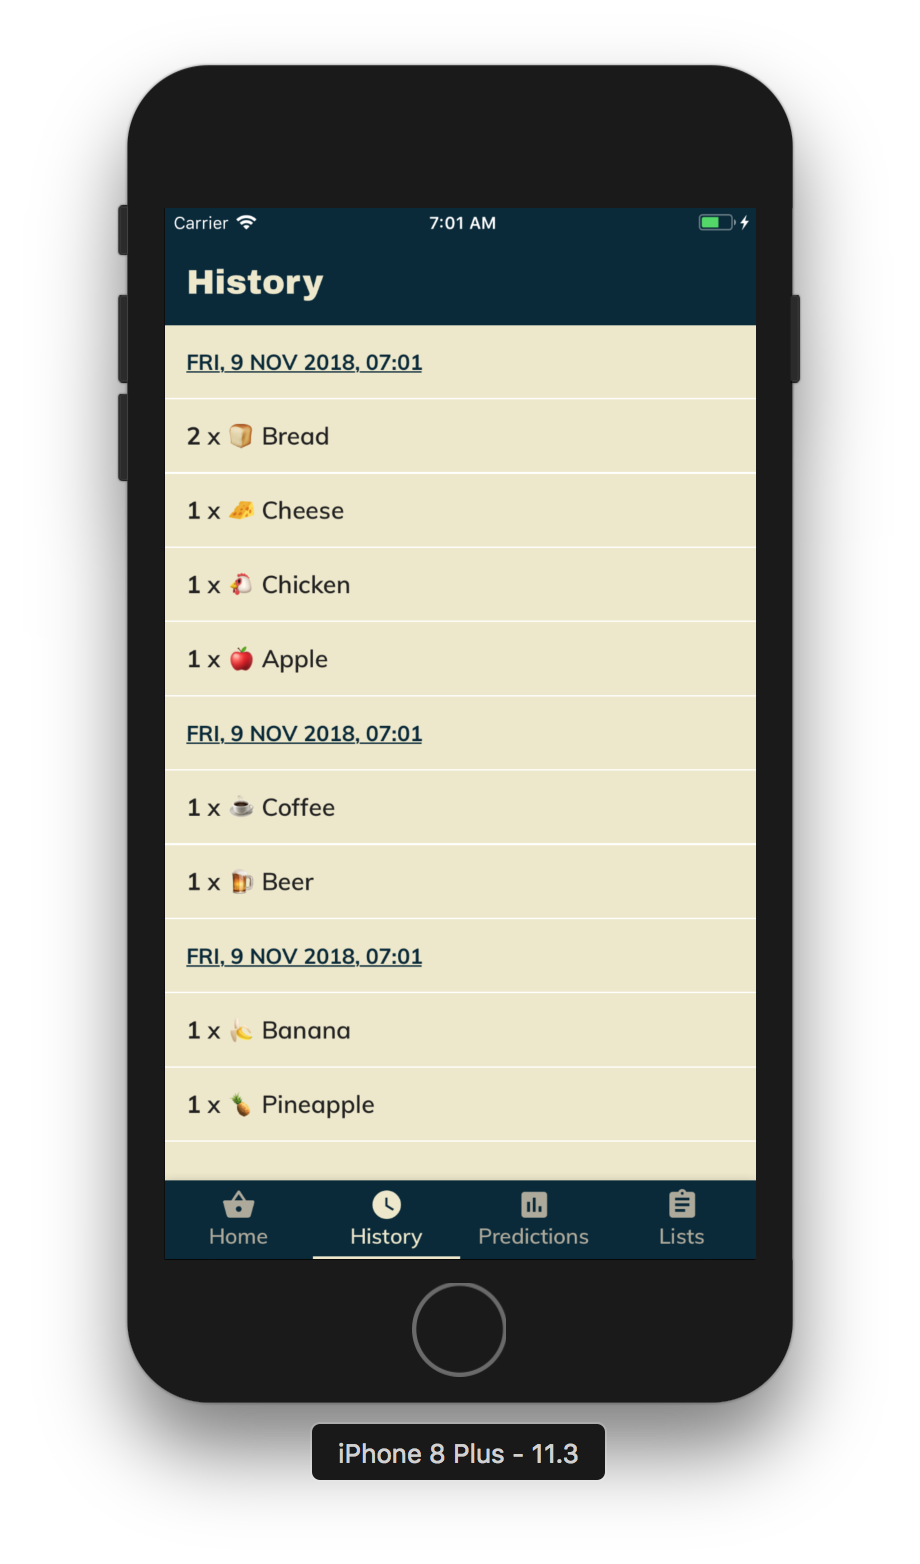 Carrier 7:01 AM
History
FRI, 9 NOV 2018, 07:01
2 x 🍞 Bread
1 x 🧀 Cheese
1 x 🐔 Chicken
1 x 🍎 Apple
FRI, 9 NOV 2018, 07:01
1 x ☕ Coffee
1 x 🍺 Beer
FRI, 9 NOV 2018, 07:01
1 x 🍌 Banana
1 x 🍍 Pineapple
Home History Predictions Lists
iPhone 8 Plus - 11.3